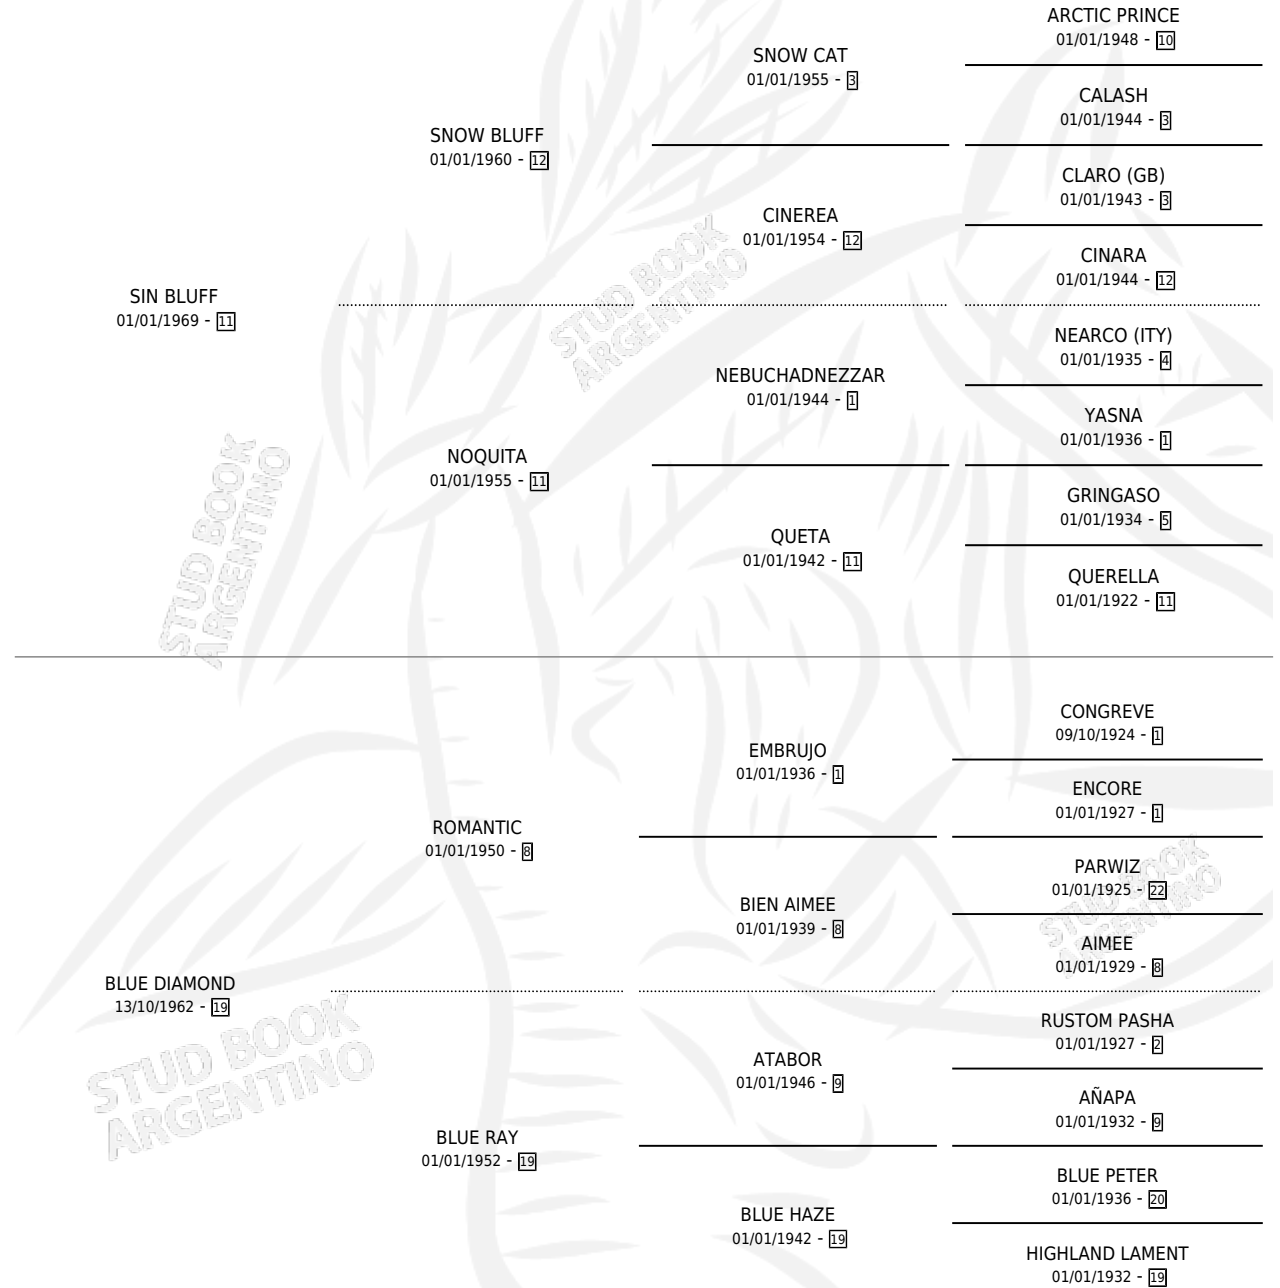 ARCTIC PRINCE
01/01/1948 - 10
SNOW CAT
01/01/1955 - 3
CALASH
01/01/1944 - 3
SNOW BLUFF
01/01/1960 - 12
CLARO (GB)
01/01/1943 - 3
CINEREA
01/01/1954 - 12
CINARA
01/01/1944 - 12
SIN BLUFF
01/01/1969 - 11
NEARCO (ITY)
01/01/1935 - 4
NEBUCHADNEZZAR
01/01/1944 - 1
YASNA
01/01/1936 - 1
NOQUITA
01/01/1955 - 11
GRINGASO
01/01/1934 - 5
QUETA
01/01/1942 - 11
QUERELLA
01/01/1922 - 11
STUD BOOK
ARGENTINO
STUD BOOK
ARGENTINO
CONGREVE
09/10/1924 - 1
EMBRUJO
01/01/1936 - 1
ENCORE
01/01/1927 - 1
ROMANTIC
01/01/1950 - 8
PARWIZ
01/01/1925 - 22
BIEN AIMEE
01/01/1939 - 8
AIMEE
01/01/1929 - 8
BLUE DIAMOND
13/10/1962 - 19
RUSTOM PASHA
01/01/1927 - 2
ATABOR
01/01/1946 - 9
AÑAPA
01/01/1932 - 9
BLUE RAY
01/01/1952 - 19
BLUE PETER
01/01/1936 - 20
BLUE HAZE
01/01/1942 - 19
HIGHLAND LAMENT
01/01/1932 - 19
STUD BOOK
ARGENTINO
STUD BOOK
ARGENTINO